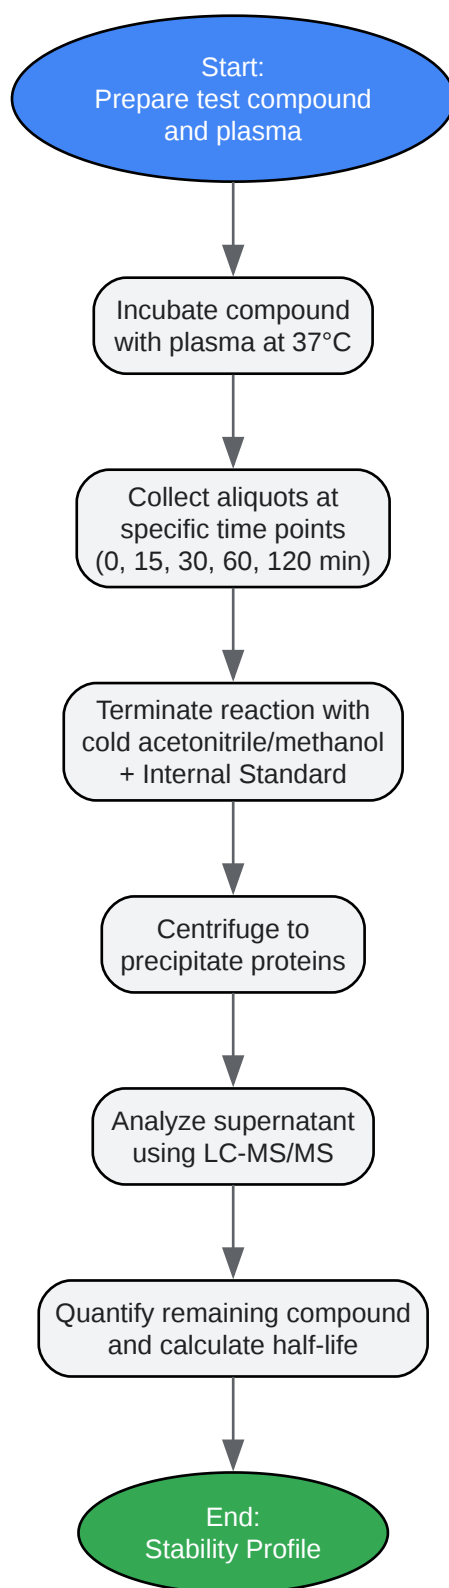 Start:
Prepare test compound
and plasma
Incubate compound
with plasma at 37°C
Collect aliquots at
specific time points
(0, 15, 30, 60, 120 min)
Terminate reaction with
cold acetonitrile/methanol
+ Internal Standard
Centrifuge to
precipitate proteins
Analyze supernatant
using LC-MS/MS
Quantify remaining compound
and calculate half-life
End:
Stability Profile